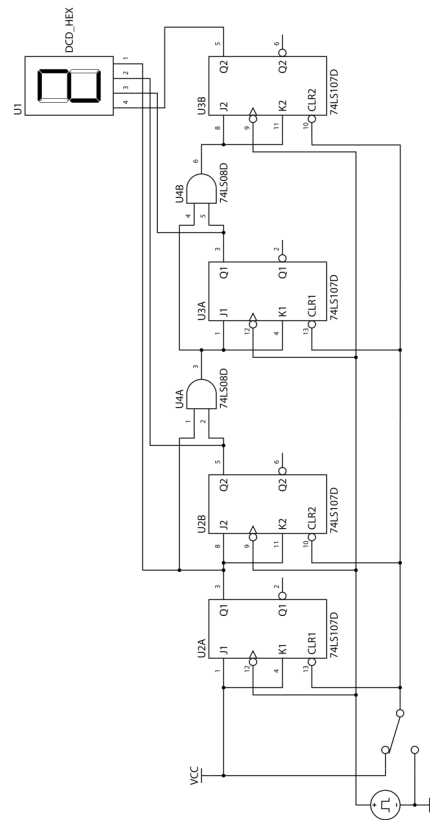 U1
DCD_HEX
4 3 2 1
VCC
U2A
1 J1 Q1 3
12
4 K1 Q1 2
13 CLR1
74LS107D
U2B
8 J2 Q2 5
9
11 K2 Q2 6
10 CLR2
74LS107D
U4A
1
2
3
74LS08D
U3A
1 J1 Q1 3
12
4 K1 Q1 2
13 CLR1
74LS107D
U4B
4
5
6
74LS08D
U3B
8 J2 Q2 5
9
11 K2 Q2 6
10 CLR2
74LS107D